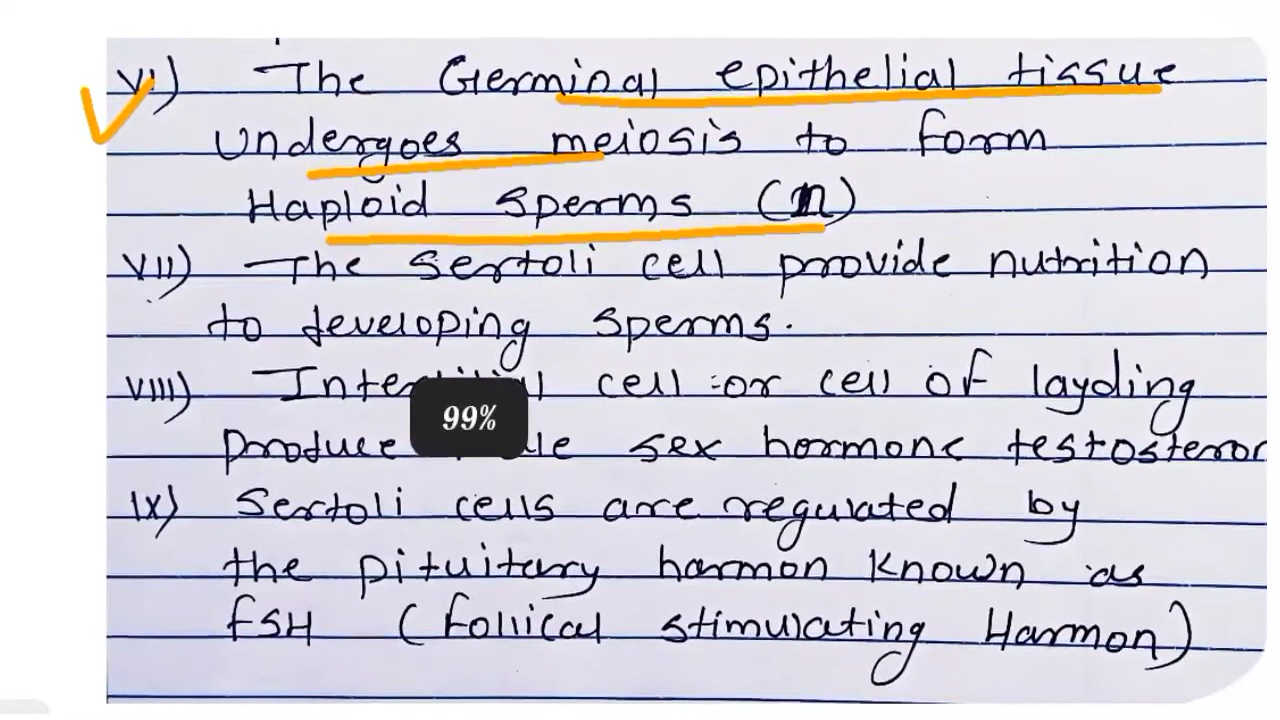 VI) The Germinal epithelial tissue
undergoes meiosis to form
Haploid sperms (n)
VII) The sertoli cell provide nutrition
to developing sperms.
VIII) cell or cell of layding
produce sex hormone testosteron
99%
IX) Sertoli cells are regulated by
the pituitary harmon known as
FSH (Follical stimulating Harmon)